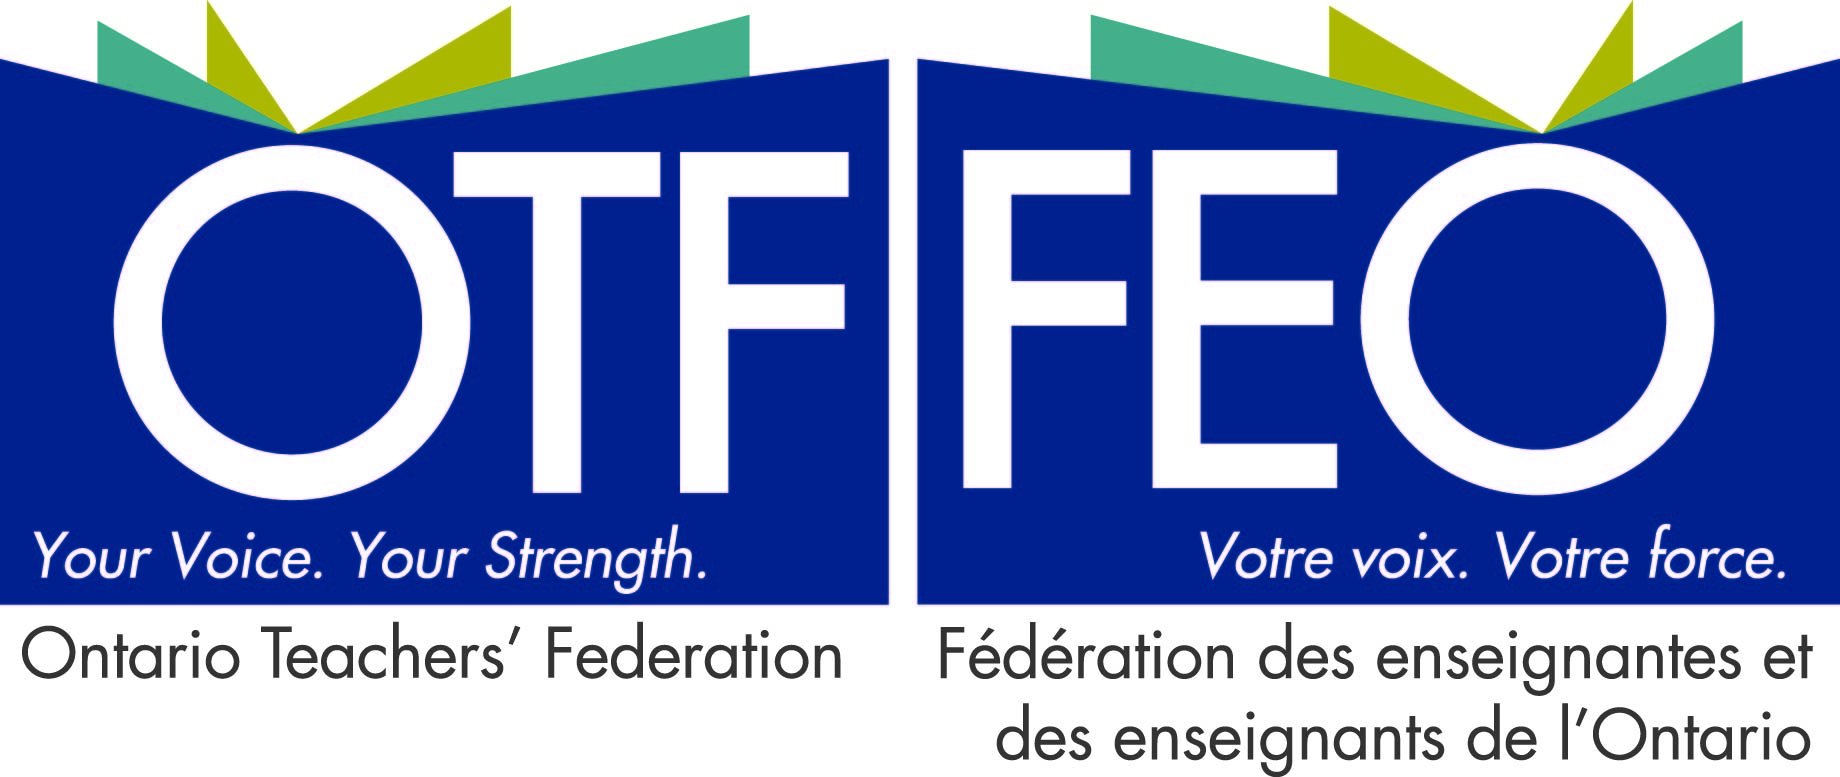 OTF
Your Voice. Your Strength.
Ontario Teachers’ Federation
FEO
Votre voix. Votre force.
Fédération des enseignantes et
des enseignants de l’Ontario